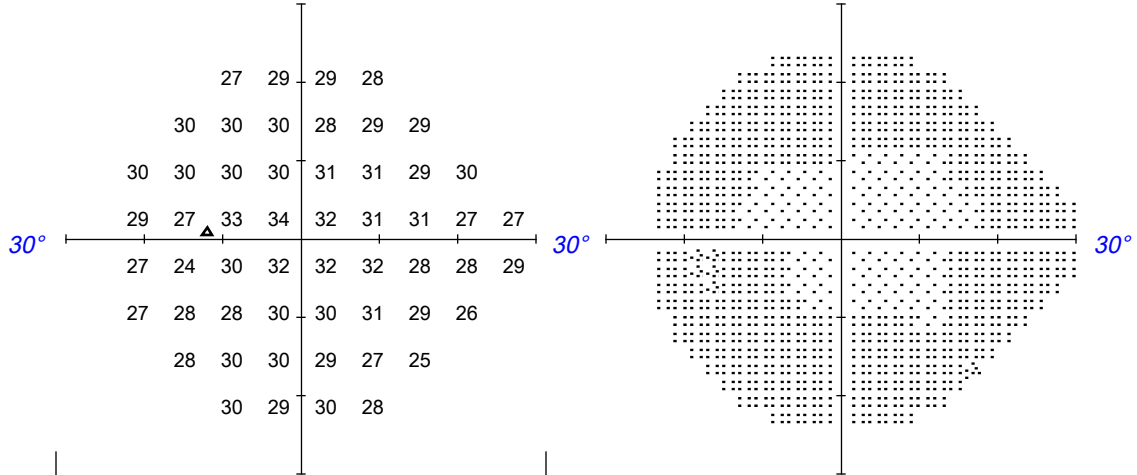 27 29 29 28
30 30 30 28 29 29
30 30 30 30 31 31 29 30
29 27 33 34 32 31 31 27 27
30° 30°
27 24 30 32 32 32 28 28 29
27 28 28 30 30 31 29 26
28 30 30 29 27 25
30 29 30 28